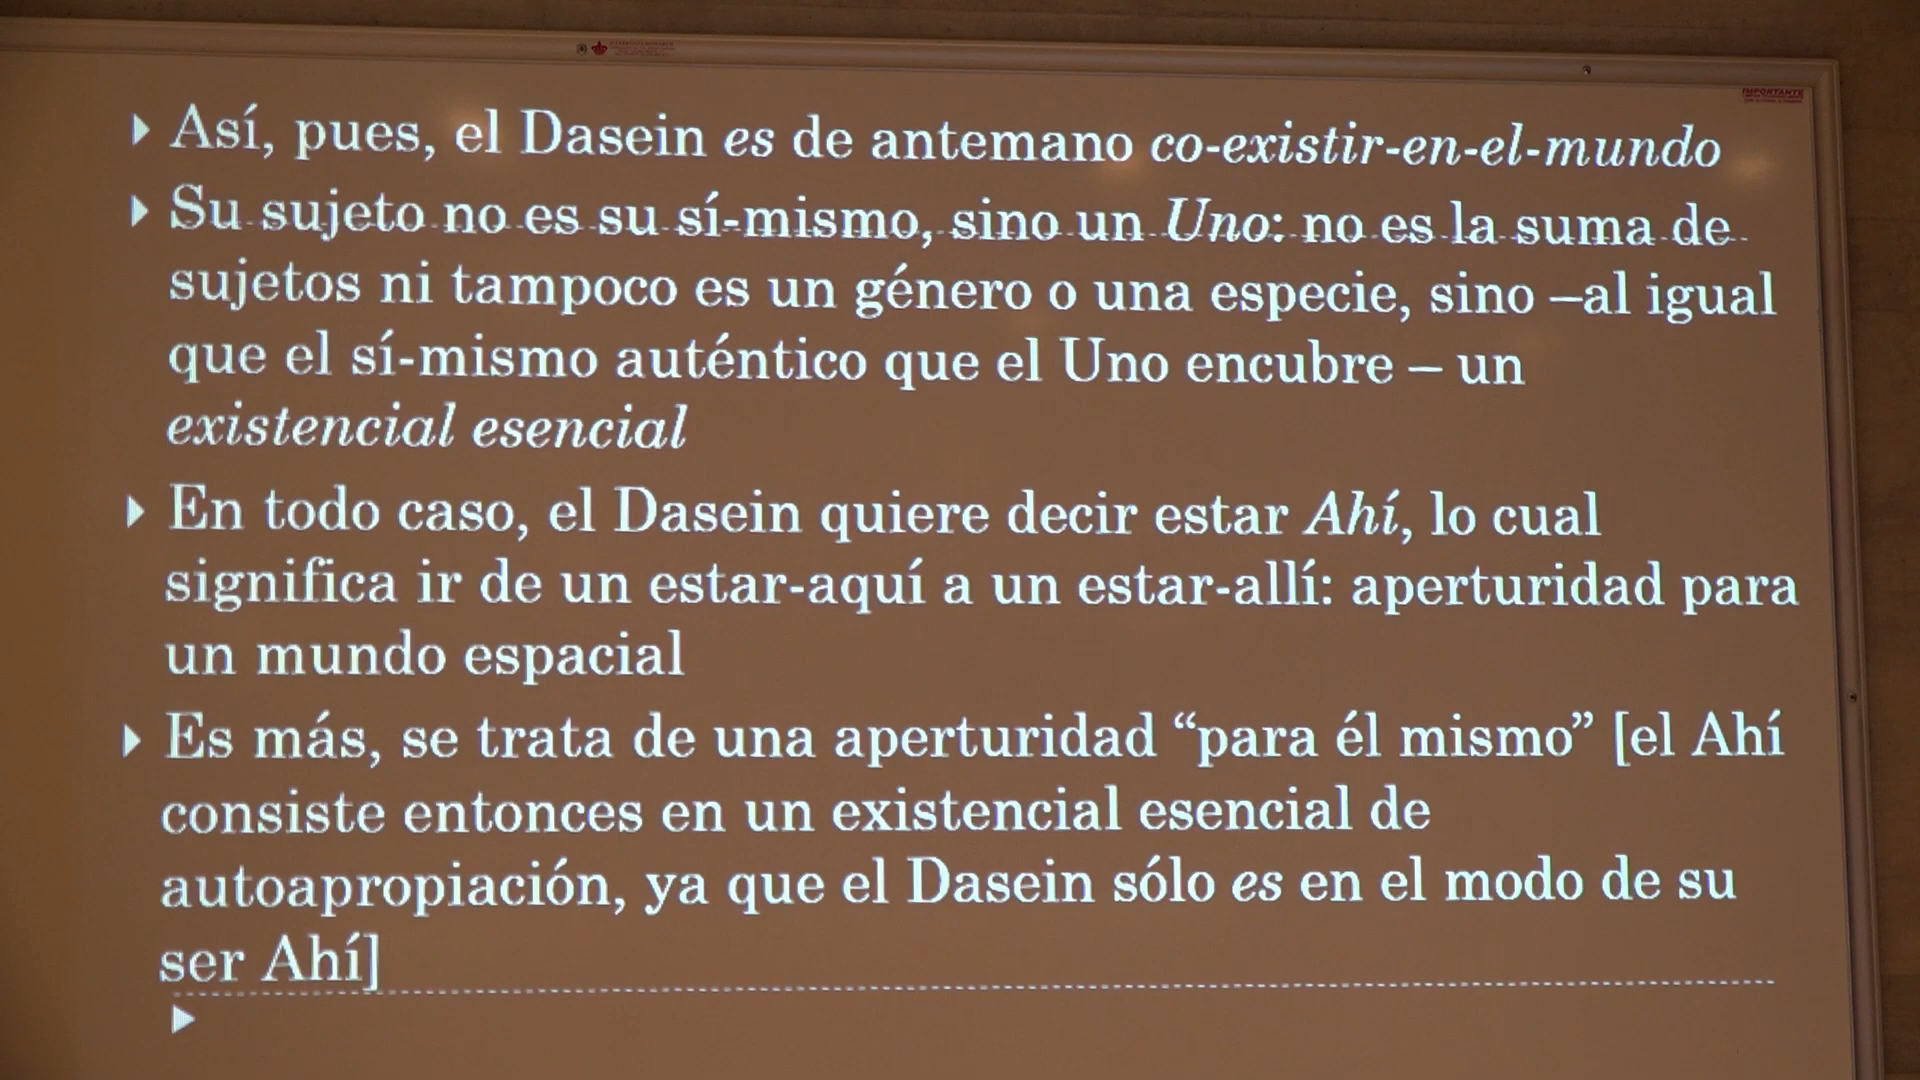 Así, pues, el Dasein es de antemano co-existir-en-el-mundo
Su sujeto no es su sí-mismo, sino un Uno: no es la suma de
sujetos ni tampoco es un género o una especie, sino –al igual
que el sí-mismo auténtico que el Uno encubre – un
existencial esencial
En todo caso, el Dasein quiere decir estar Ahí, lo cual
significa ir de un estar-aquí a un estar-allí: aperturidad para
un mundo espacial
Es más, se trata de una aperturidad “para él mismo” [el Ahí
consiste entonces en un existencial esencial de
autoapropiación, ya que el Dasein sólo es en el modo de su
ser Ahí]
IMPORTANTE